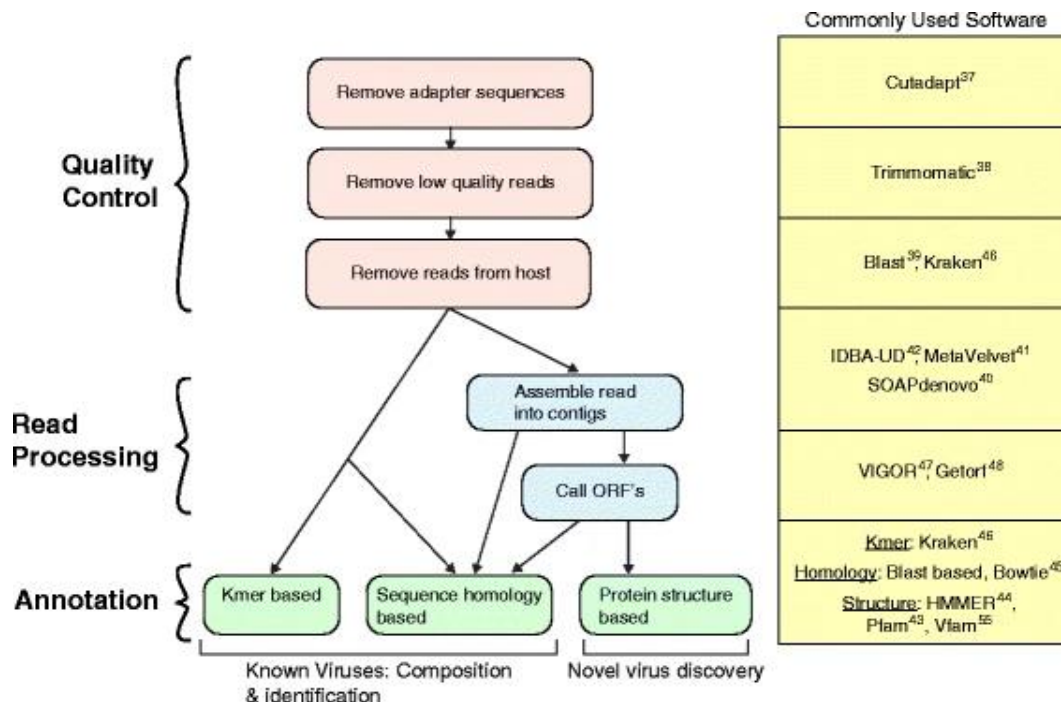 Commonly Used Software
Quality
Control
Remove adapter sequences
Remove low quality reads
Remove reads from host
Read
Processing
Assemble read
into contigs
Call ORF's
Annotation
Kmer based
Sequence homology
based
Protein structure
based
Known Viruses: Composition
& identification
Novel virus discovery
Cutadapt³⁷
Trimmomatic³⁸
Blast³⁹, Kraken⁴⁶
IDBA-UD⁴², MetaVelvet⁴¹
SOAPdenovo⁴⁰
VIGOR⁴⁷, Getorf⁴⁸
Kmer: Kraken⁴⁶
Homology: Blast based, Bowtie⁴⁵
Structure: HMMER⁴⁴,
Pfam⁴³, Vfam⁵⁵